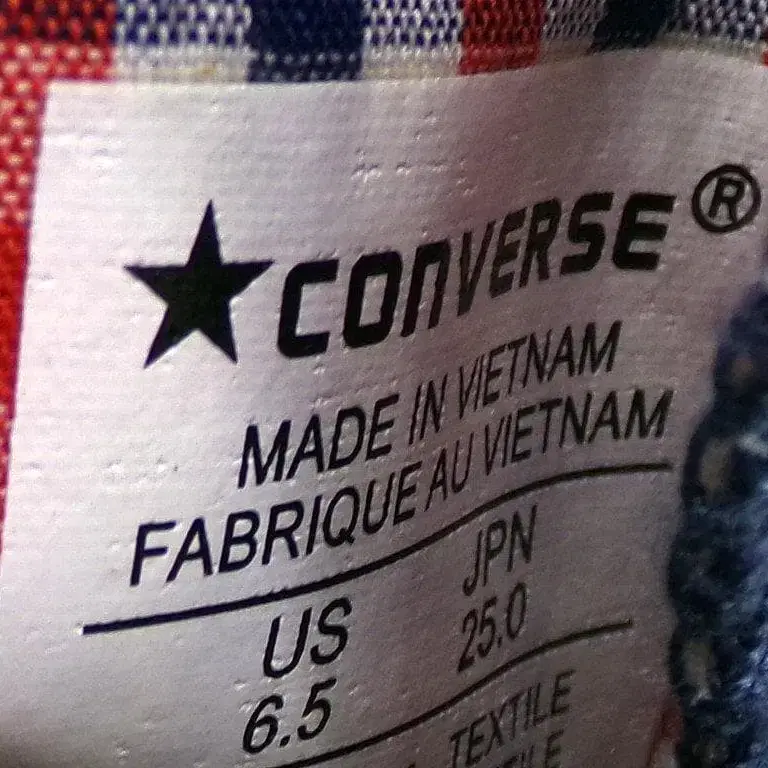 ★CONVERSE®
MADE IN VIETNAM
FABRIQUE AU VIETNAM
US JPN
6.5 25.0
TEXTILE